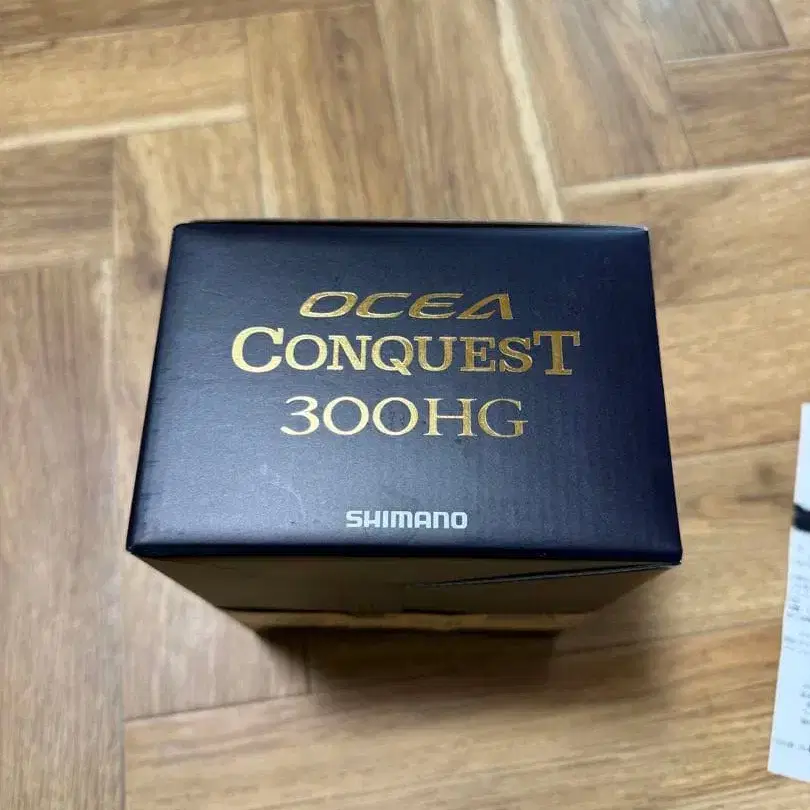 OCEA
CONQUEST
300HG
SHIMANO